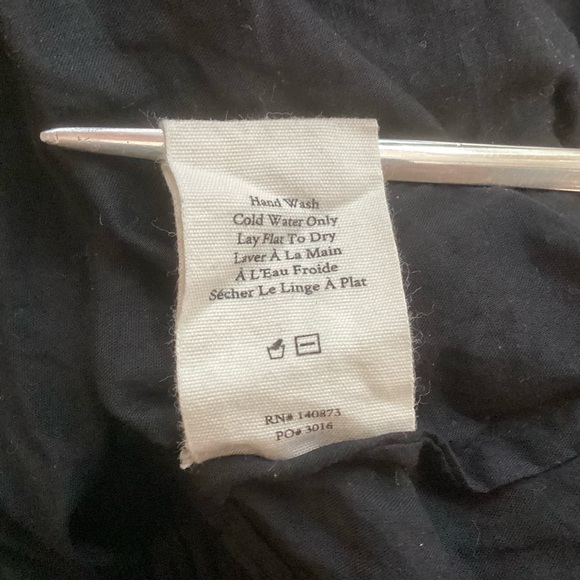 Hand Wash
Cold Water Only
Lay Flat To Dry
Laver À La Main
À L'Eau Froide
Sécher Le Linge À Plat
RN# 140873
PO# 3016